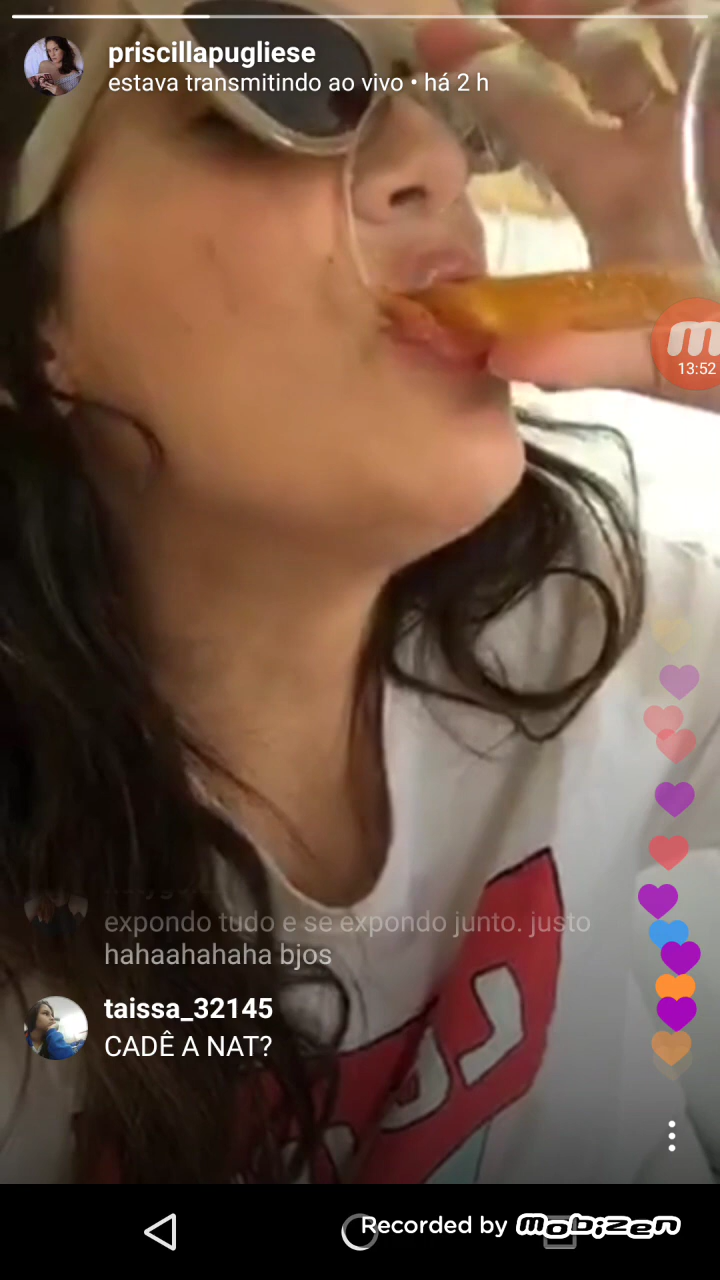 priscillapugliese
estava transmitindo ao vivo • há 2 h
13:52
expondo tudo e se expondo junto. justo
hahaahahaha bjos
taissa_32145
CADÊ A NAT?
Recorded by mobizen